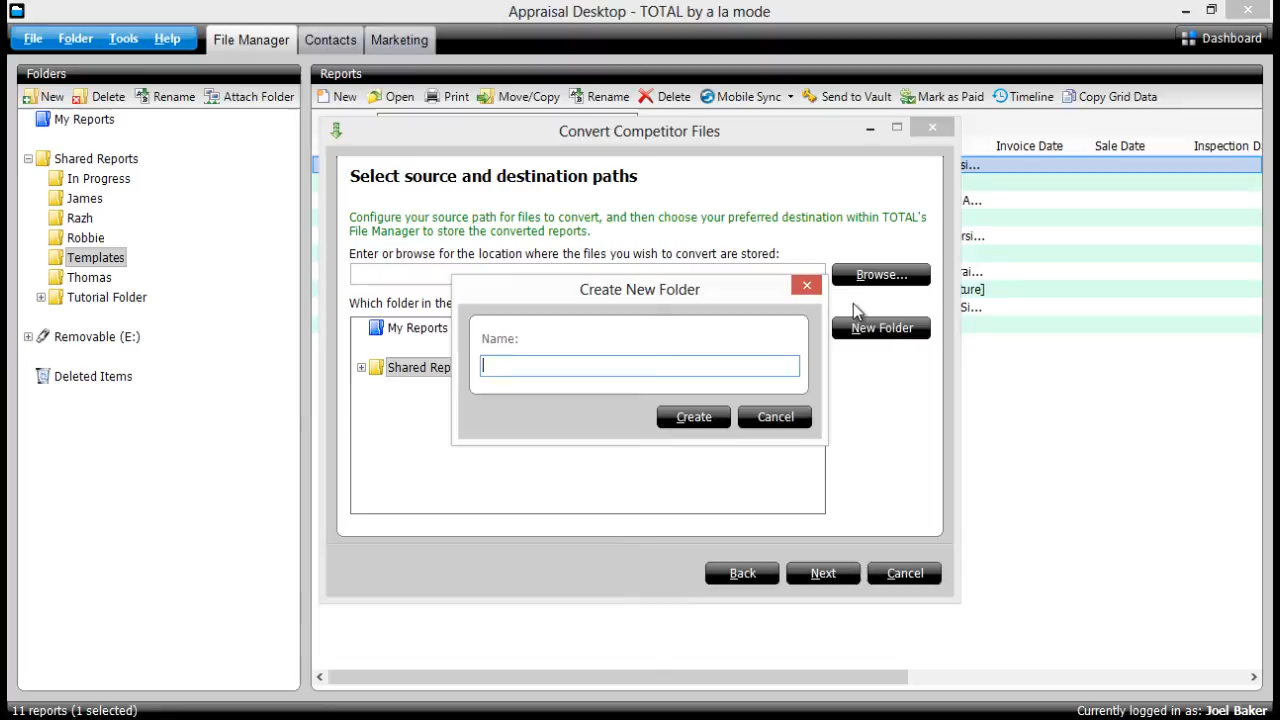 Appraisal Desktop - TOTAL by a la mode
File Folder Tools Help File Manager Contacts Marketing Dashboard
Folders
New Delete Rename Attach Folder
My Reports
Shared Reports
In Progress
James
Razh
Robbie
Templates
Thomas
Tutorial Folder
Removable (E:)
Deleted Items
Reports
New Open Print Move/Copy Rename Delete Mobile Sync Send to Vault Mark as Paid Timeline Copy Grid Data
Invoice Date Sale Date Inspection D
si...
A...
rsi...
rai...
ture]
Si...
Convert Competitor Files
Select source and destination paths
Configure your source path for files to convert, and then choose your preferred destination within TOTAL's
File Manager to store the converted reports.
Enter or browse for the location where the files you wish to convert are stored:
Browse...
Which folder in the
New Folder
My Reports
Shared Rep
Create New Folder
Name:
Create Cancel
Back Next Cancel
11 reports (1 selected)
Currently logged in as: Joel Baker